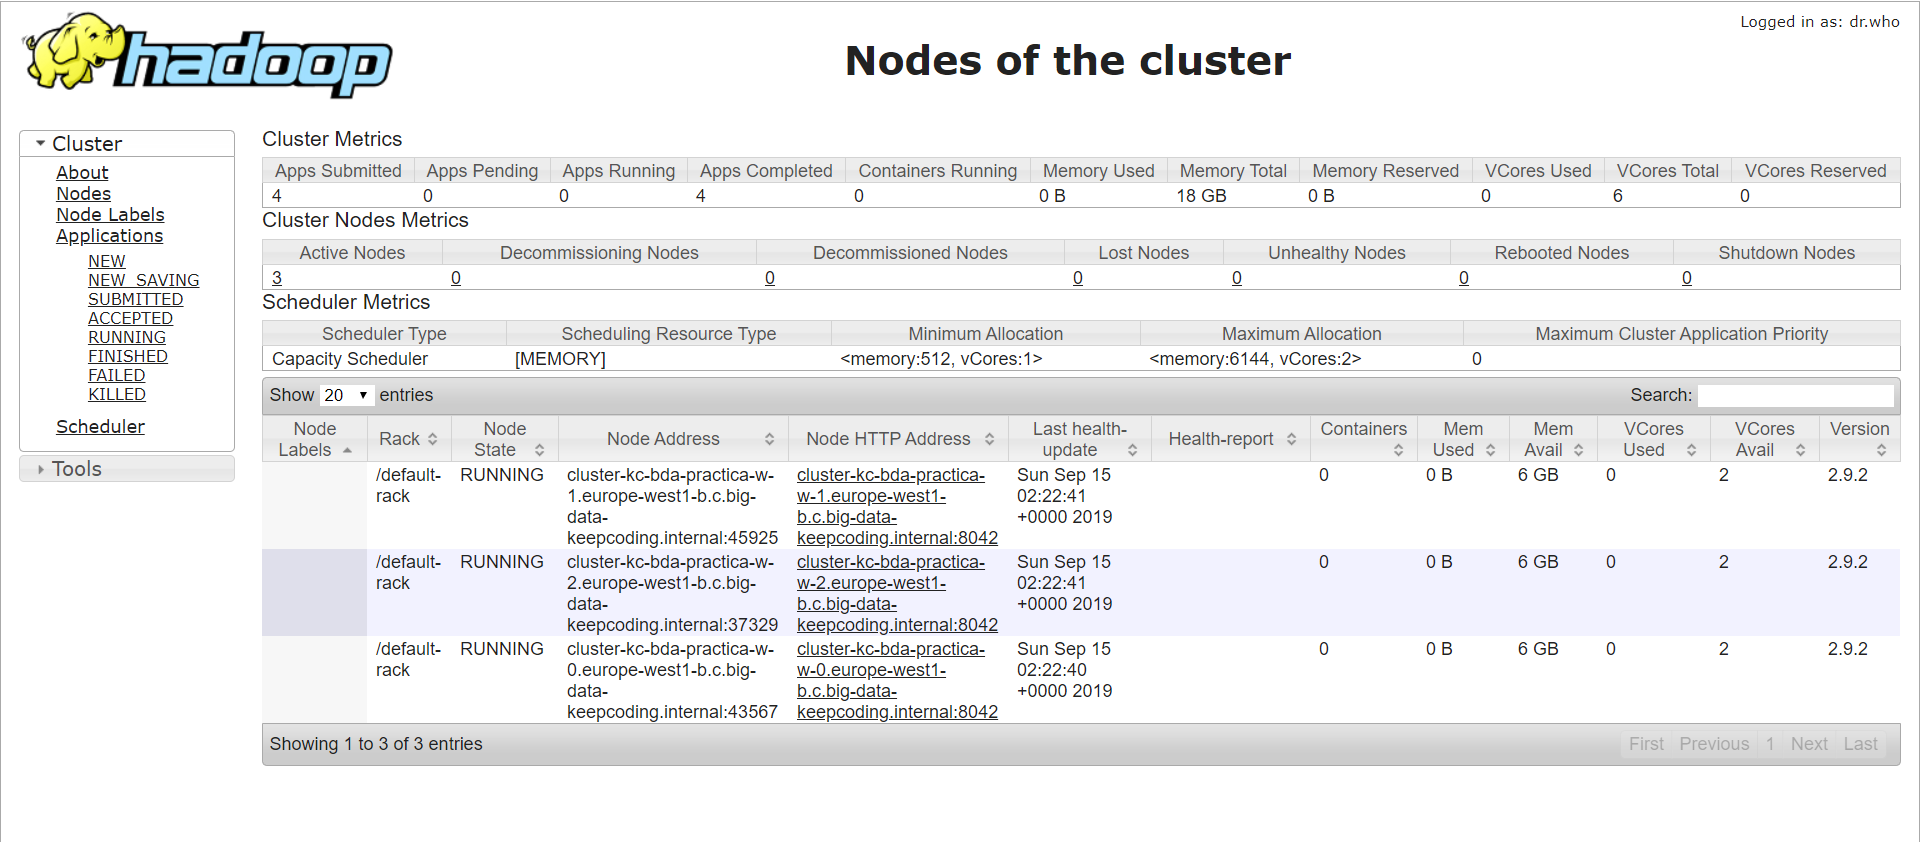 hadoop
Logged in as: dr.who
Nodes of the cluster
Cluster
About
Nodes
Node Labels
Applications
NEW
NEW_SAVING
SUBMITTED
ACCEPTED
RUNNING
FINISHED
FAILED
KILLED
Scheduler
Tools
Cluster Metrics
Apps Submitted Apps Pending Apps Running Apps Completed Containers Running Memory Used Memory Total Memory Reserved VCores Used VCores Total VCores Reserved
4 0 0 4 0 0 B 18 GB 0 B 0 6 0
Cluster Nodes Metrics
Active Nodes Decommissioning Nodes Decommissioned Nodes Lost Nodes Unhealthy Nodes Rebooted Nodes Shutdown Nodes
3 0 0 0 0 0 0
Scheduler Metrics
Scheduler Type Scheduling Resource Type Minimum Allocation Maximum Allocation Maximum Cluster Application Priority
Capacity Scheduler [MEMORY] <memory:512, vCores:1> <memory:6144, vCores:2> 0
Show 20 entries Search:
Node Last health- Containers Mem Mem VCores VCores Version
Node Labels Rack Node State Node Address Node HTTP Address update Health-report Used Avail Used Avail
/default- RUNNING cluster-kc-bda-practica-w- cluster-kc-bda-practica- Sun Sep 15 0 0 B 6 GB 0 2 2.9.2
rack 1.europe-west1-b.c.big- w-1.europe-west1- 02:22:41
data- b.c.big-data- +0000 2019
keepcoding.internal:45925 keepcoding.internal:8042
/default- RUNNING cluster-kc-bda-practica-w- cluster-kc-bda-practica- Sun Sep 15 0 0 B 6 GB 0 2 2.9.2
rack 2.europe-west1-b.c.big- w-2.europe-west1- 02:22:41
data- b.c.big-data- +0000 2019
keepcoding.internal:37329 keepcoding.internal:8042
/default- RUNNING cluster-kc-bda-practica-w- cluster-kc-bda-practica- Sun Sep 15 0 0 B 6 GB 0 2 2.9.2
rack 0.europe-west1-b.c.big- w-0.europe-west1- 02:22:40
data- b.c.big-data- +0000 2019
keepcoding.internal:43567 keepcoding.internal:8042
Showing 1 to 3 of 3 entries First Previous 1 Next Last